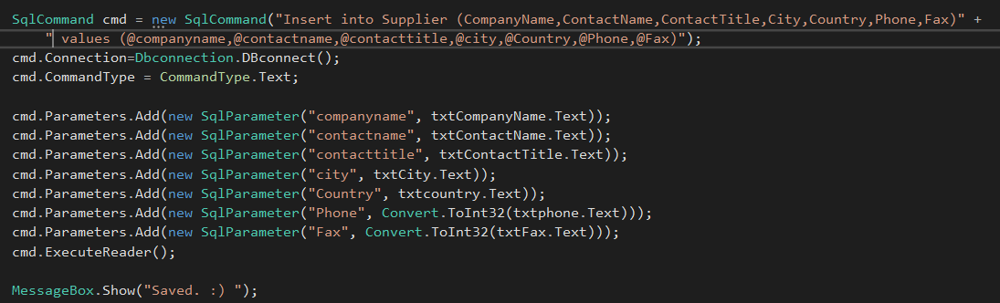 SqlCommand cmd = new SqlCommand("Insert into Supplier (CompanyName,ContactName,ContactTitle,City,Country,Phone,Fax)" +
" values (@companyname,@contactname,@contacttitle,@city,@Country,@Phone,@Fax)");
cmd.Connection=Dbconnection.DBconnect();
cmd.CommandType = CommandType.Text;
cmd.Parameters.Add(new SqlParameter("companyname", txtCompanyName.Text));
cmd.Parameters.Add(new SqlParameter("contactname", txtContactName.Text));
cmd.Parameters.Add(new SqlParameter("contacttitle", txtContactTitle.Text));
cmd.Parameters.Add(new SqlParameter("city", txtCity.Text));
cmd.Parameters.Add(new SqlParameter("Country", txtcountry.Text));
cmd.Parameters.Add(new SqlParameter("Phone", Convert.ToInt32(txtphone.Text)));
cmd.Parameters.Add(new SqlParameter("Fax", Convert.ToInt32(txtFax.Text)));
cmd.ExecuteReader();
MessageBox.Show("Saved. :) ");